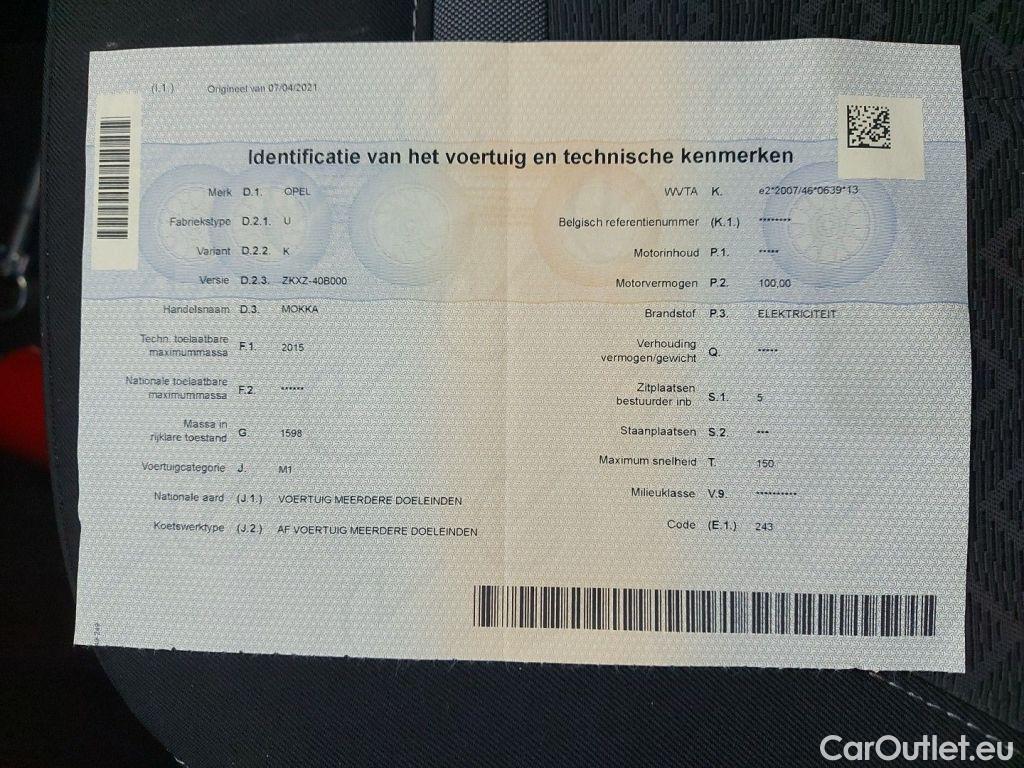 (I.1.) Origineel van 07/04/2021
Identificatie van het voertuig en technische kenmerken
Merk D.1. OPEL
Fabriekstype D.2.1. U
Variant D.2.2. K
Versie D.2.3. ZKXZ-40B000
Handelsnaam D.3. MOKKA
Techn. toelaatbare
maximummassa F.1. 2015
Nationale toelaatbare
maximummassa F.2. ******
Massa in
rijklare toestand G. 1598
Voertuigcategorie J. M1
Nationale aard (J.1.) VOERTUIG MEERDERE DOELEINDEN
Koetswerktype (J.2.) AF VOERTUIG MEERDERE DOELEINDEN
WVTA K. e2*2007/46*0639*13
Belgisch referentienummer (K.1.) ********
Motorinhoud P.1. *****
Motorvermogen P.2. 100,00
Brandstof P.3. ELEKTRICITEIT
Verhouding
vermogen/gewicht Q. *****
Zitplaatsen
bestuurder inb. S.1. 5
Staanplaatsen S.2. ***
Maximum snelheid T. 150
Milieuklasse V.9. **********
Code (E.1.) 243
CarOutlet.eu